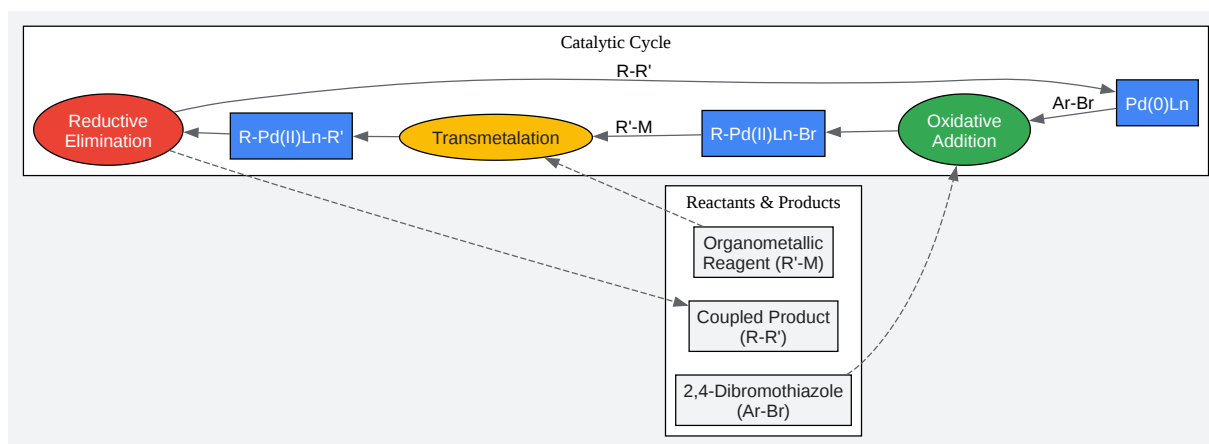 Catalytic Cycle
R-R'
Pd(0)Ln
Ar-Br
Reductive
Elimination
R-Pd(II)Ln-R'
Transmetalation
R'-M
R-Pd(II)Ln-Br
Oxidative
Addition
Reactants & Products
Organometallic
Reagent (R'-M)
Coupled Product
(R-R')
2,4-Dibromothiazole
(Ar-Br)